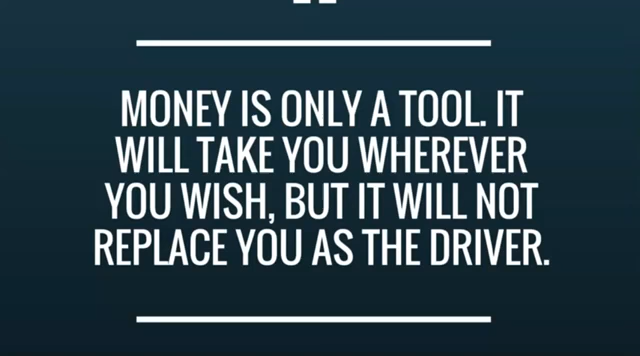 MONEY IS ONLY A TOOL. IT
WILL TAKE YOU WHEREVER
YOU WISH, BUT IT WILL NOT
REPLACE YOU AS THE DRIVER.